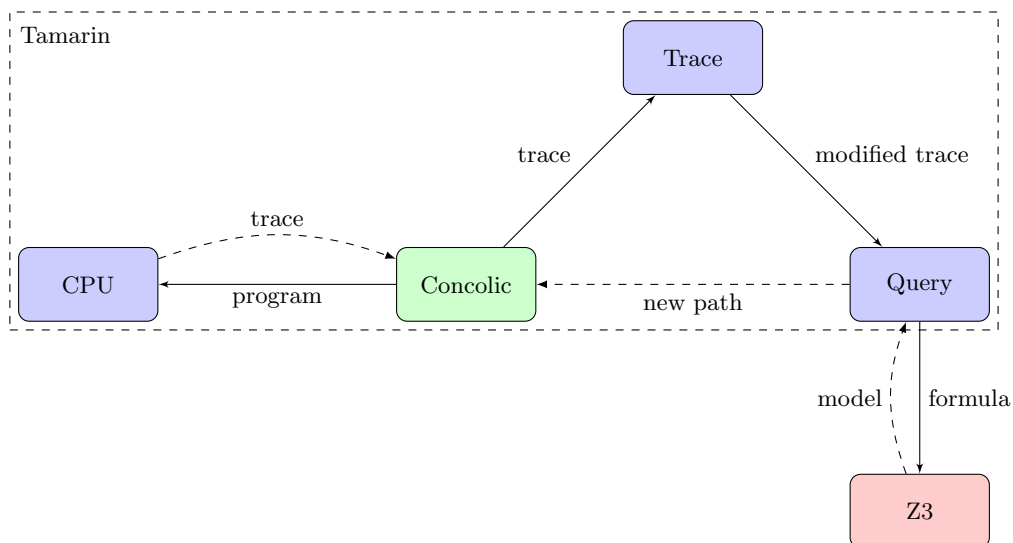 Tamarin
Trace
trace
modified trace
trace
CPU
Concolic
Query
program
new path
model
formula
Z3